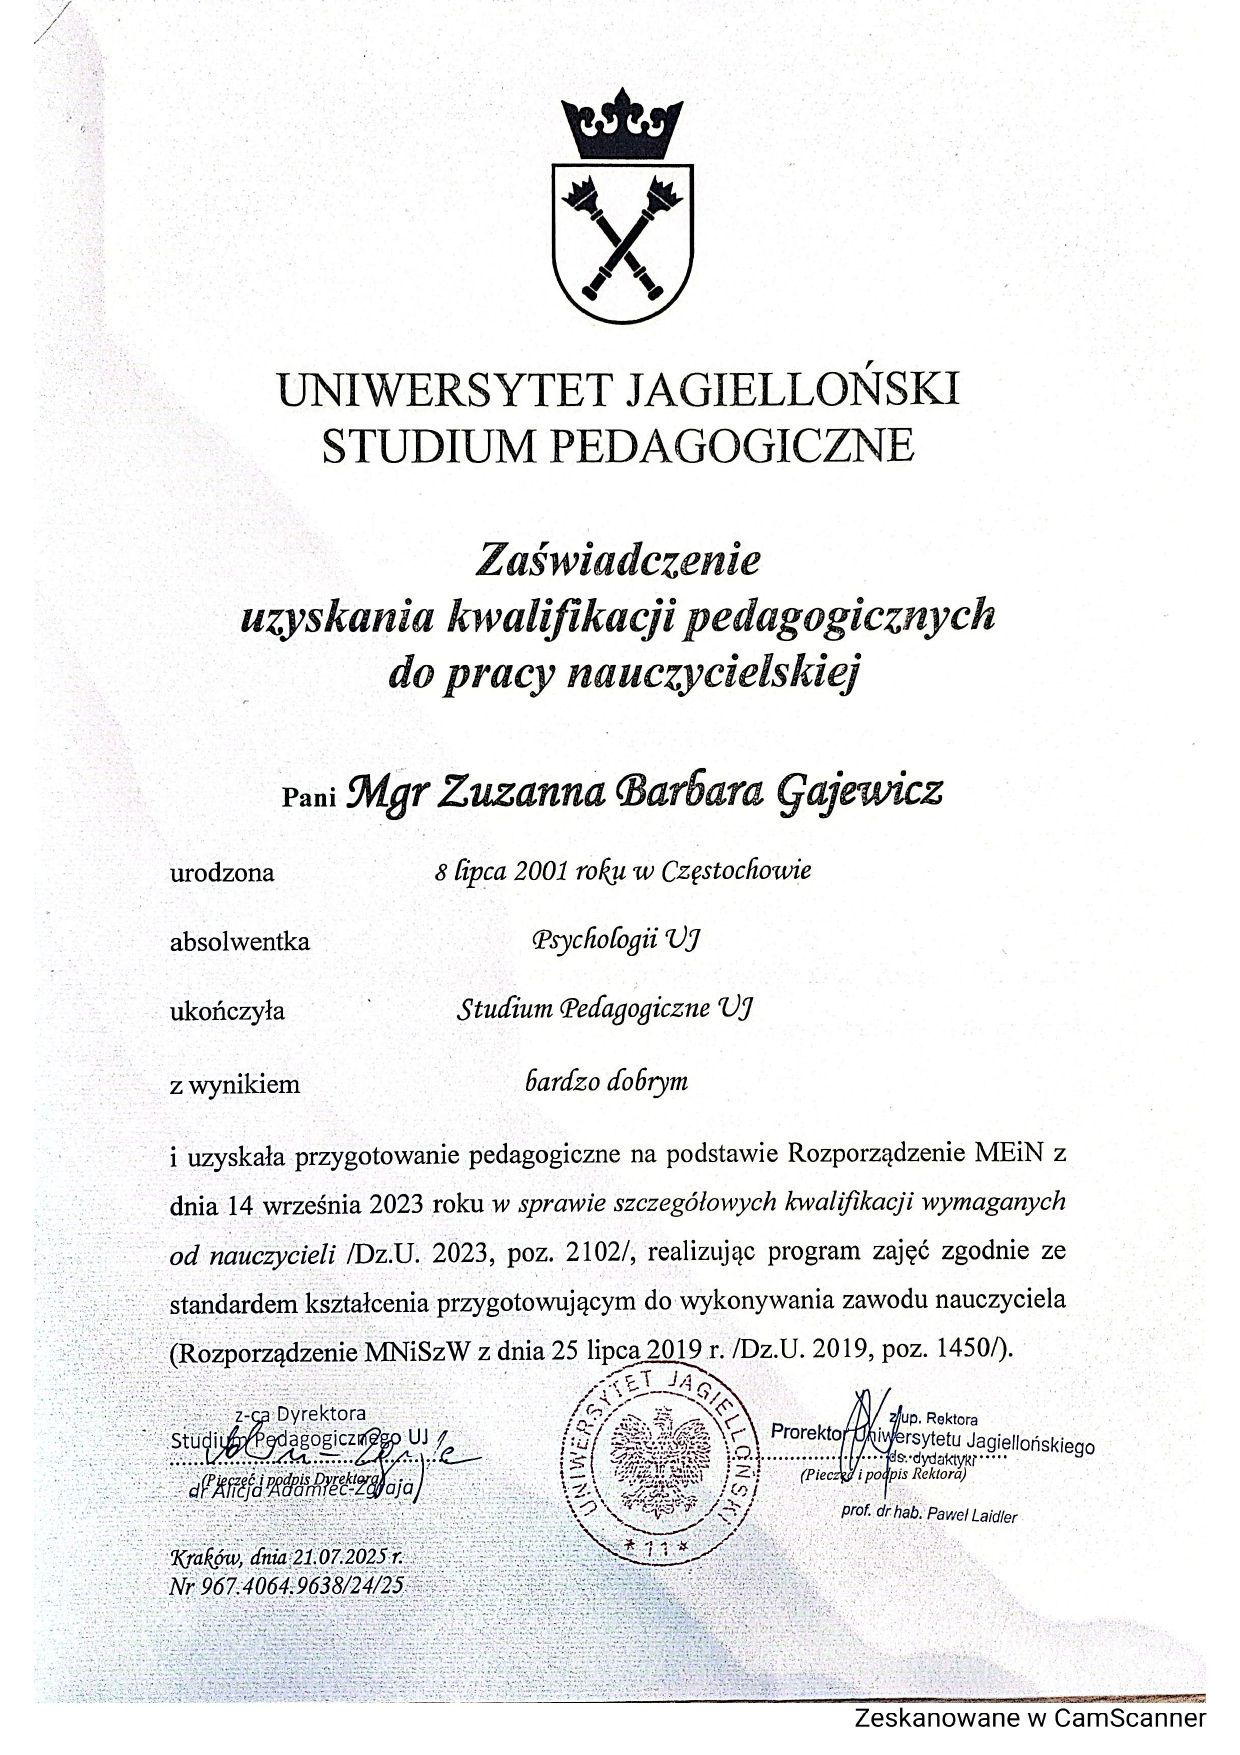 UNIWERSYTET JAGIELLOŃSKI
STUDIUM PEDAGOGICZNE
Zaświadczenie
uzyskania kwalifikacji pedagogicznych
do pracy nauczycielskiej
Pani Mgr Zuzanna Barbara Gajewicz
urodzona 8 lipca 2001 roku w Częstochowie
absolwentka Psychologii UJ
ukończyła Studium Pedagogiczne UJ
z wynikiem bardzo dobrym
i uzyskała przygotowanie pedagogiczne na podstawie Rozporządzenie MEiN z
dnia 14 września 2023 roku w sprawie szczegółowych kwalifikacji wymaganych
od nauczycieli /Dz.U. 2023, poz. 2102/, realizując program zajęć zgodnie ze
standardem kształcenia przygotowującym do wykonywania zawodu nauczyciela
(Rozporządzenie MNiSzW z dnia 25 lipca 2019 r. /Dz.U. 2019, poz. 1450/).
z-ca Dyrektora
Studium Pedagogicznego UJ
(Pieczęć i podpis Dyrektora)
dr Alicja Adamiec-Zgraja
UNIWERSYTET JAGIELLOŃSKI
* 11 *
z up. Rektora
Prorektor Uniwersytetu Jagiellońskiego
ds. dydaktyki
(Pieczęć i podpis Rektora)
prof. dr hab. Paweł Laidler
Kraków, dnia 21.07.2025 r.
Nr 967.4064.9638/24/25
Zeskanowane w CamScanner